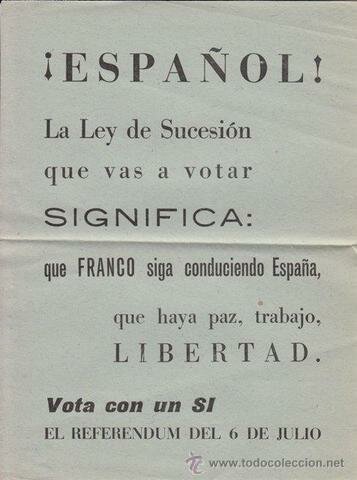 ¡ESPAÑOL!
La Ley de Sucesión
que vas a votar
SIGNIFICA:
que FRANCO siga conduciendo España,
que haya paz, trabajo,
LIBERTAD.
Vota con un SI
EL REFERENDUM DEL 6 DE JULIO
www.todocoleccion.net